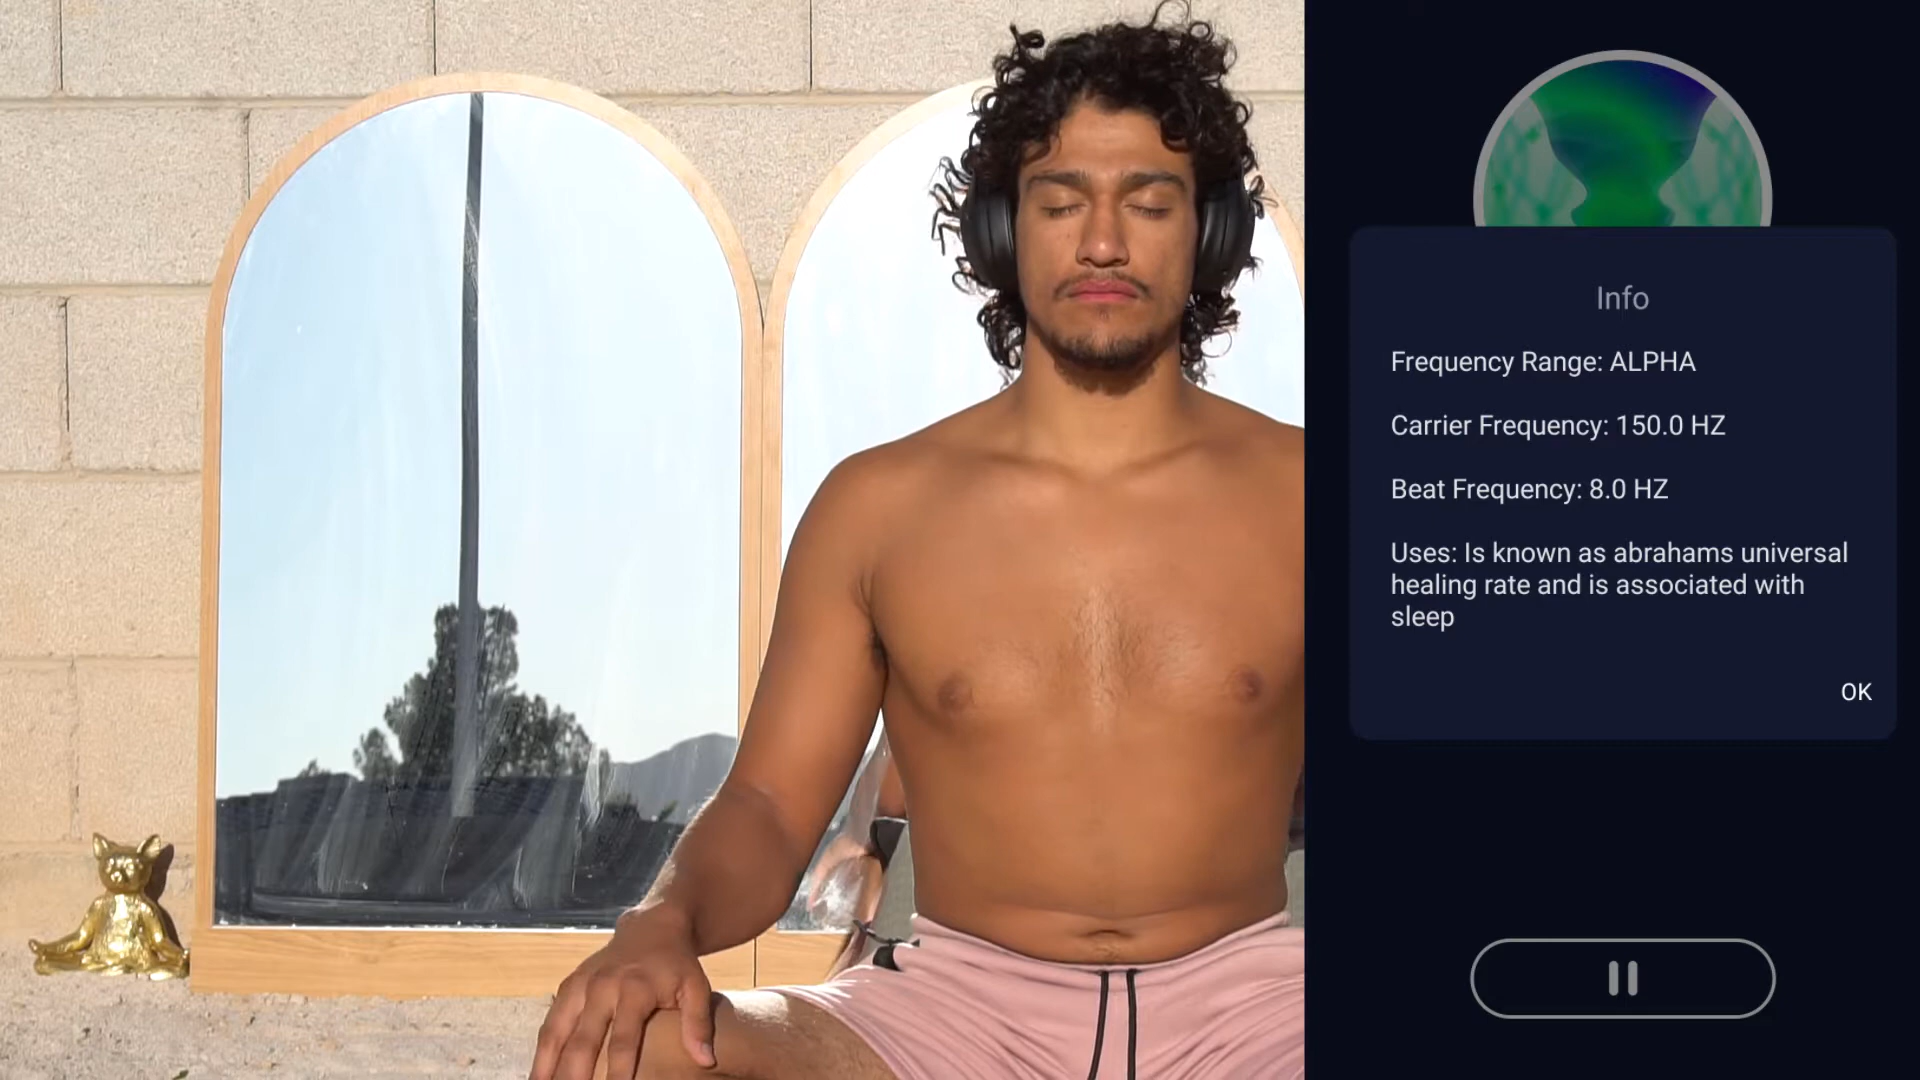 Info
Frequency Range: ALPHA
Carrier Frequency: 150.0 HZ
Beat Frequency: 8.0 HZ
Uses: Is known as abrahams universal
healing rate and is associated with
sleep
OK